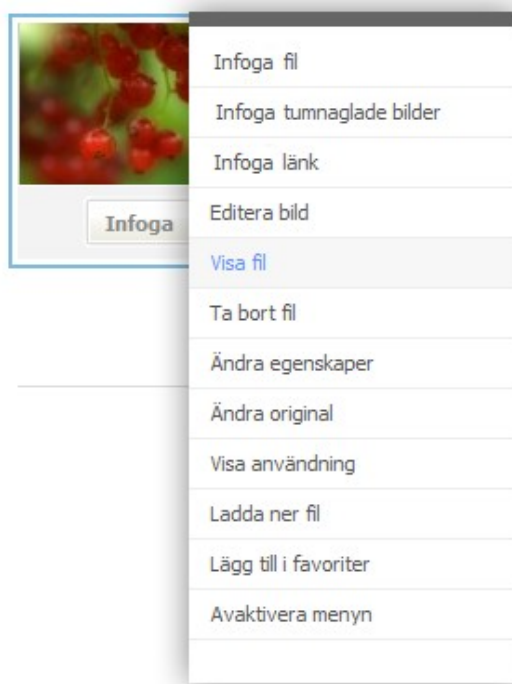 Infoga
Infoga fil
Infoga tumnaglade bilder
Infoga länk
Editera bild
Visa fil
Ta bort fil
Ändra egenskaper
Ändra original
Visa användning
Ladda ner fil
Lägg till i favoriter
Avaktivera menyn